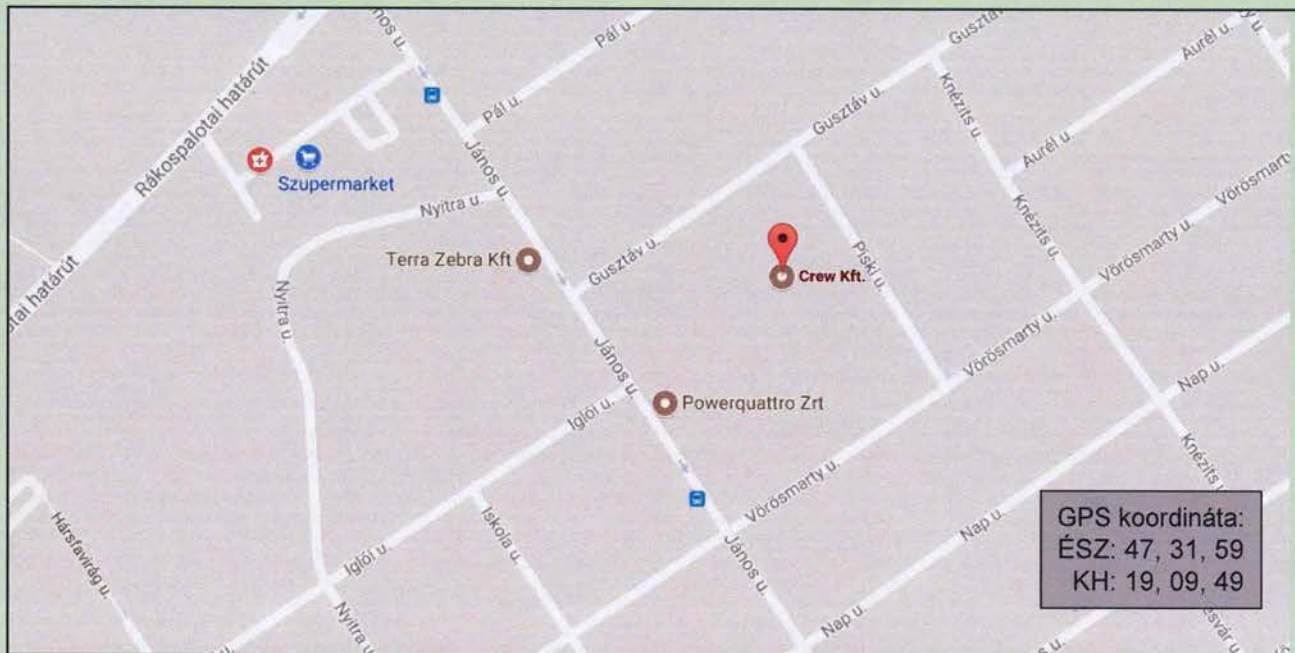 nos u.
Pál u.
Gusztáv
Aurél u.
Rákospalotai határút
Pál u.
Gusztáv u.
Knézits u.
János u.
Aurél u.
Szupermarket
Nyitra u.
Knézits u.
Vörösmart
Terra Zebra Kft
Gusztáv u.
Crew Kft.
Piski u.
Vörösmarty u.
tai határút
Nyitra u.
János u.
Vörösmarty u.
Nap u.
Iglói u.
Powerquattro Zrt
Knézits u
Vörösmarty u.
Nap u.
Hársfavirág u.
Iskola u.
Iglói u.
János u.
Nyitra u.
Nap u.
GPS koordináta:
ÉSZ: 47, 31, 59
KH: 19, 09, 49